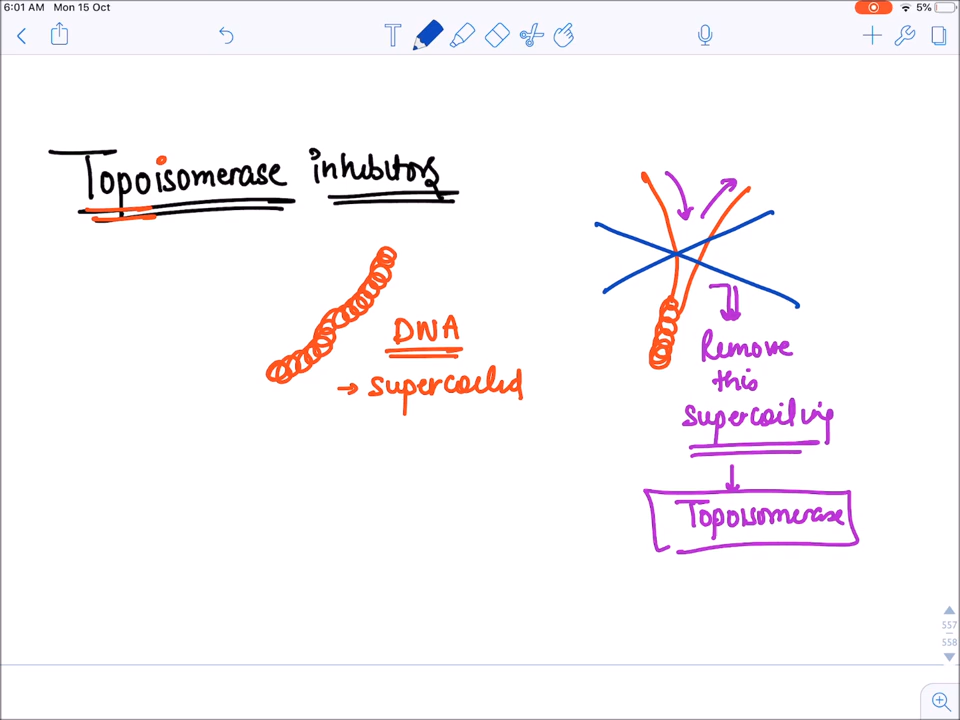 6:01 AM Mon 15 Oct
5%
T
Topoisomerase inhibitors
DNA
→ supercoiled
Remove
this
supercoiling
Topoisomerase
557
558